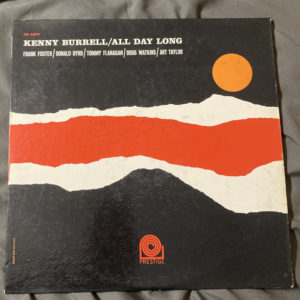 KENNY BURRELL/ALL DAY LONG
FRANK FOSTER/DONALD BYRD/TOMMY FLANAGAN/DOUG WATKINS/ART TAYLOR
PRESTIGE